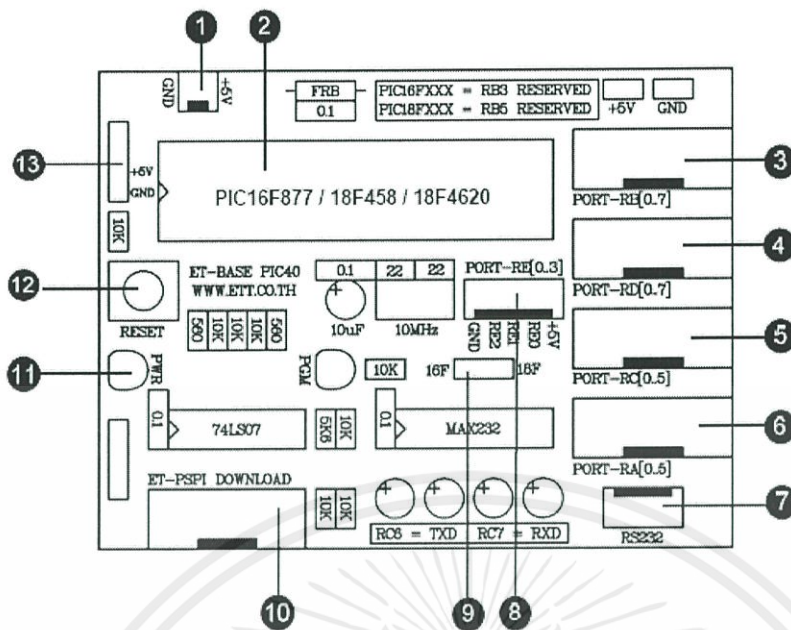 1
2
GND
+5V
FRB
0.1
PIC16FXXX = RB3 RESERVED
PIC18FXXX = RB5 RESERVED
+5V
GND
13
+5V
GND
PIC16F877 / 18F458 / 18F4620
3
PORT-RB[0.7]
10K
4
ET-BASE PIC40
WWW.ETT.CO.TH
0.1
22
22
PORT-RE[0.3]
PORT-RD[0.7]
12
RESET
560
10K
10K
10K
560
10uF
10MHz
GND
RE2
RE1
RE0
+5V
5
11
PWR
PGM
10K
16F
18F
PORT-RC[0.5]
0.1
74LS07
5K6
10K
0.1
MAX232
6
ET-PSPI DOWNLOAD
PORT-RA[0.5]
10K
10K
7
RC6 = TXD
RC7 = RXD
RS232
10
9
8